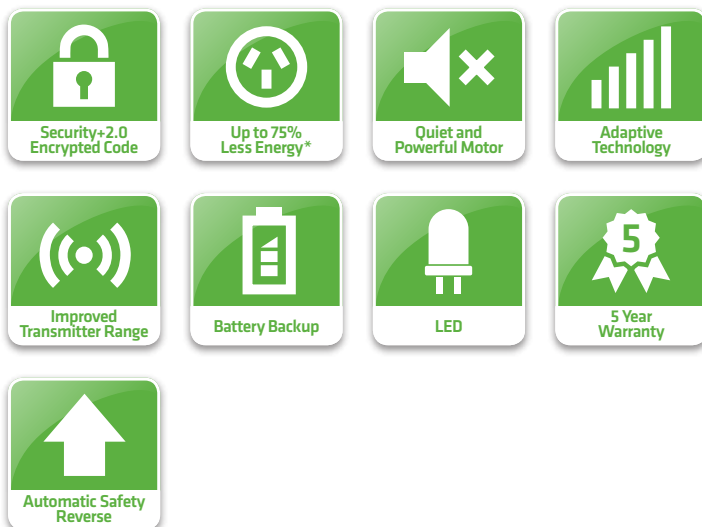 Security+2.0
Encrypted Code
Up to 75%
Less Energy*
Quiet and
Powerful Motor
Adaptive
Technology
Improved
Transmitter Range
Battery Backup
LED
5
5 Year
Warranty
Automatic Safety
Reverse